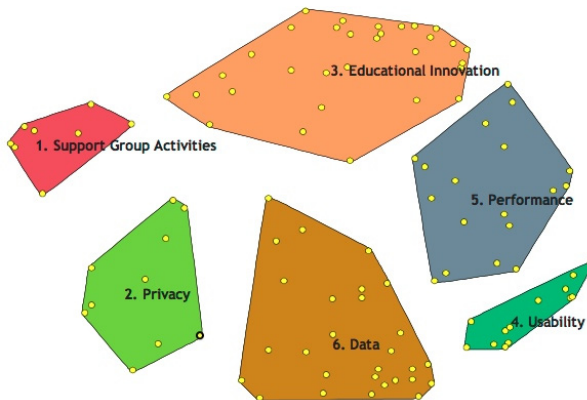 3. Educational Innovation
1. Support Group Activities
5. Performance
2. Privacy
4. Usability
6. Data